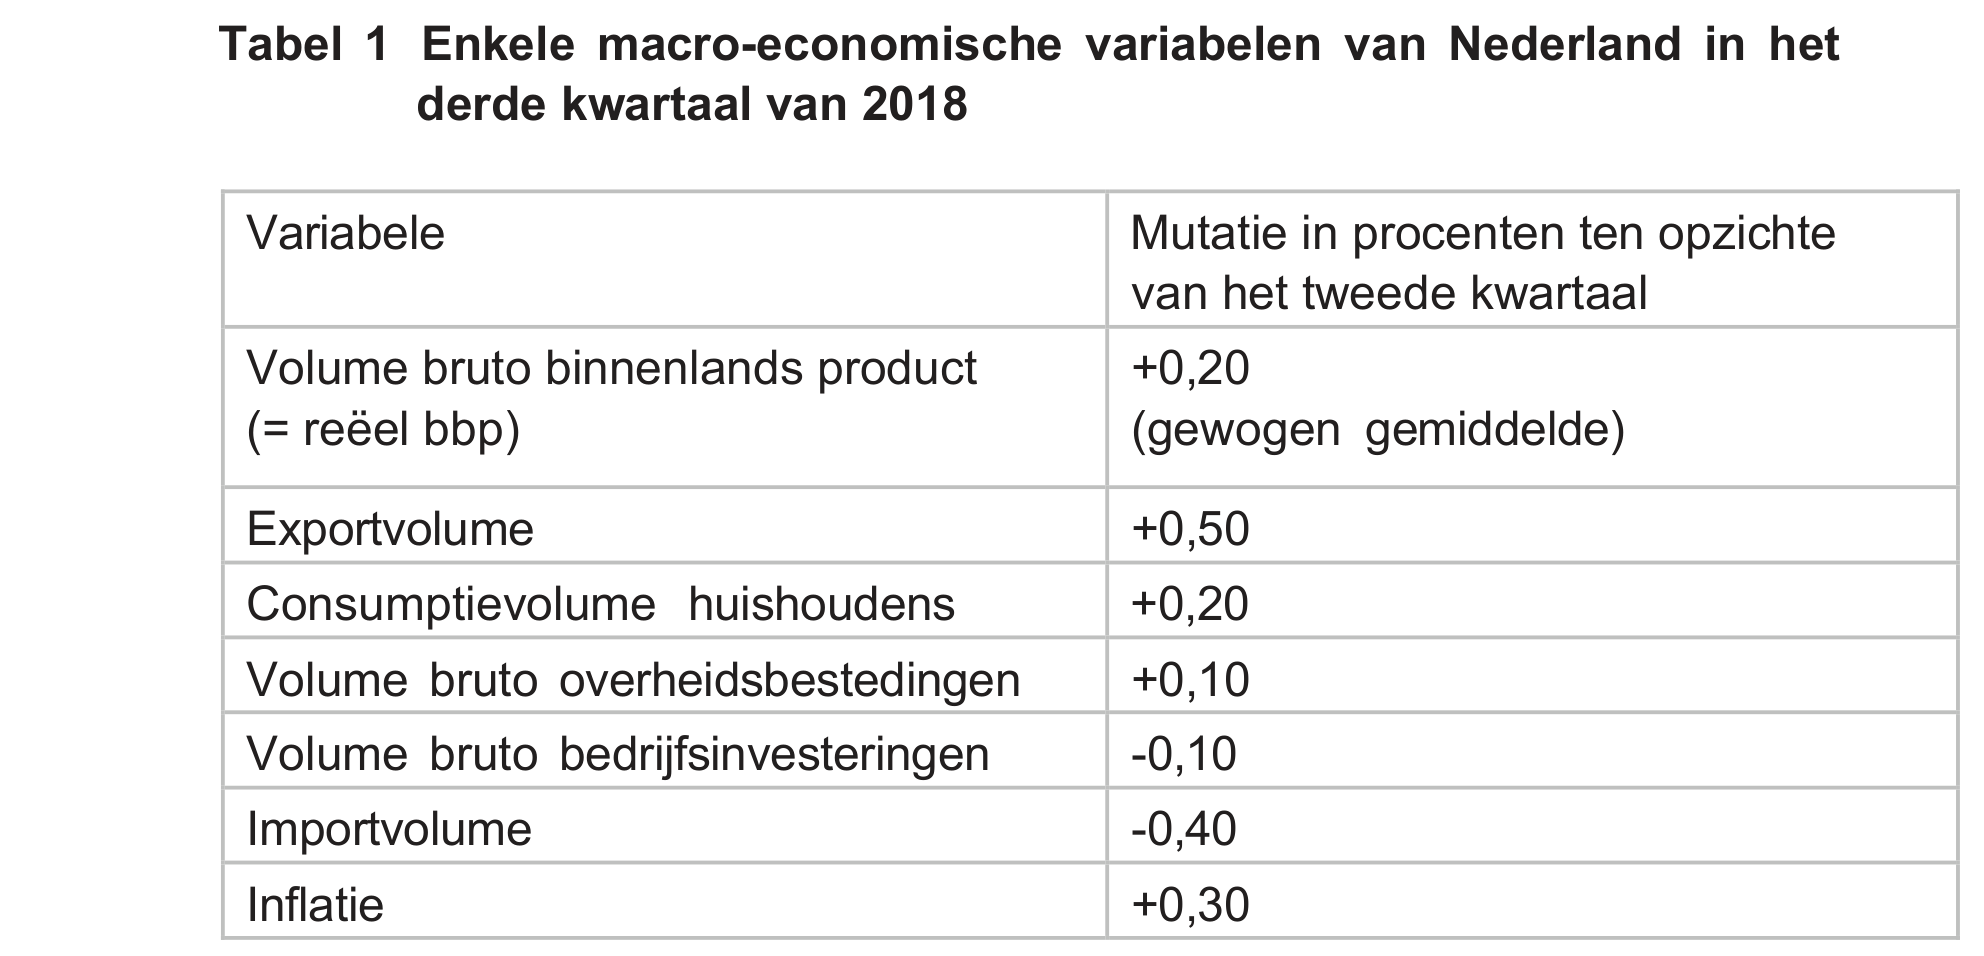 Tabel 1 Enkele macro-economische variabelen van Nederland in het
derde kwartaal van 2018
Variabele
Mutatie in procenten ten opzichte
van het tweede kwartaal
Volume bruto binnenlands product
(= reëel bbp)
+0,20
(gewogen gemiddelde)
Exportvolume
+0,50
Consumptievolume huishoudens
+0,20
Volume bruto overheidsbestedingen
+0,10
Volume bruto bedrijfsinvesteringen
-0,10
Importvolume
-0,40
Inflatie
+0,30